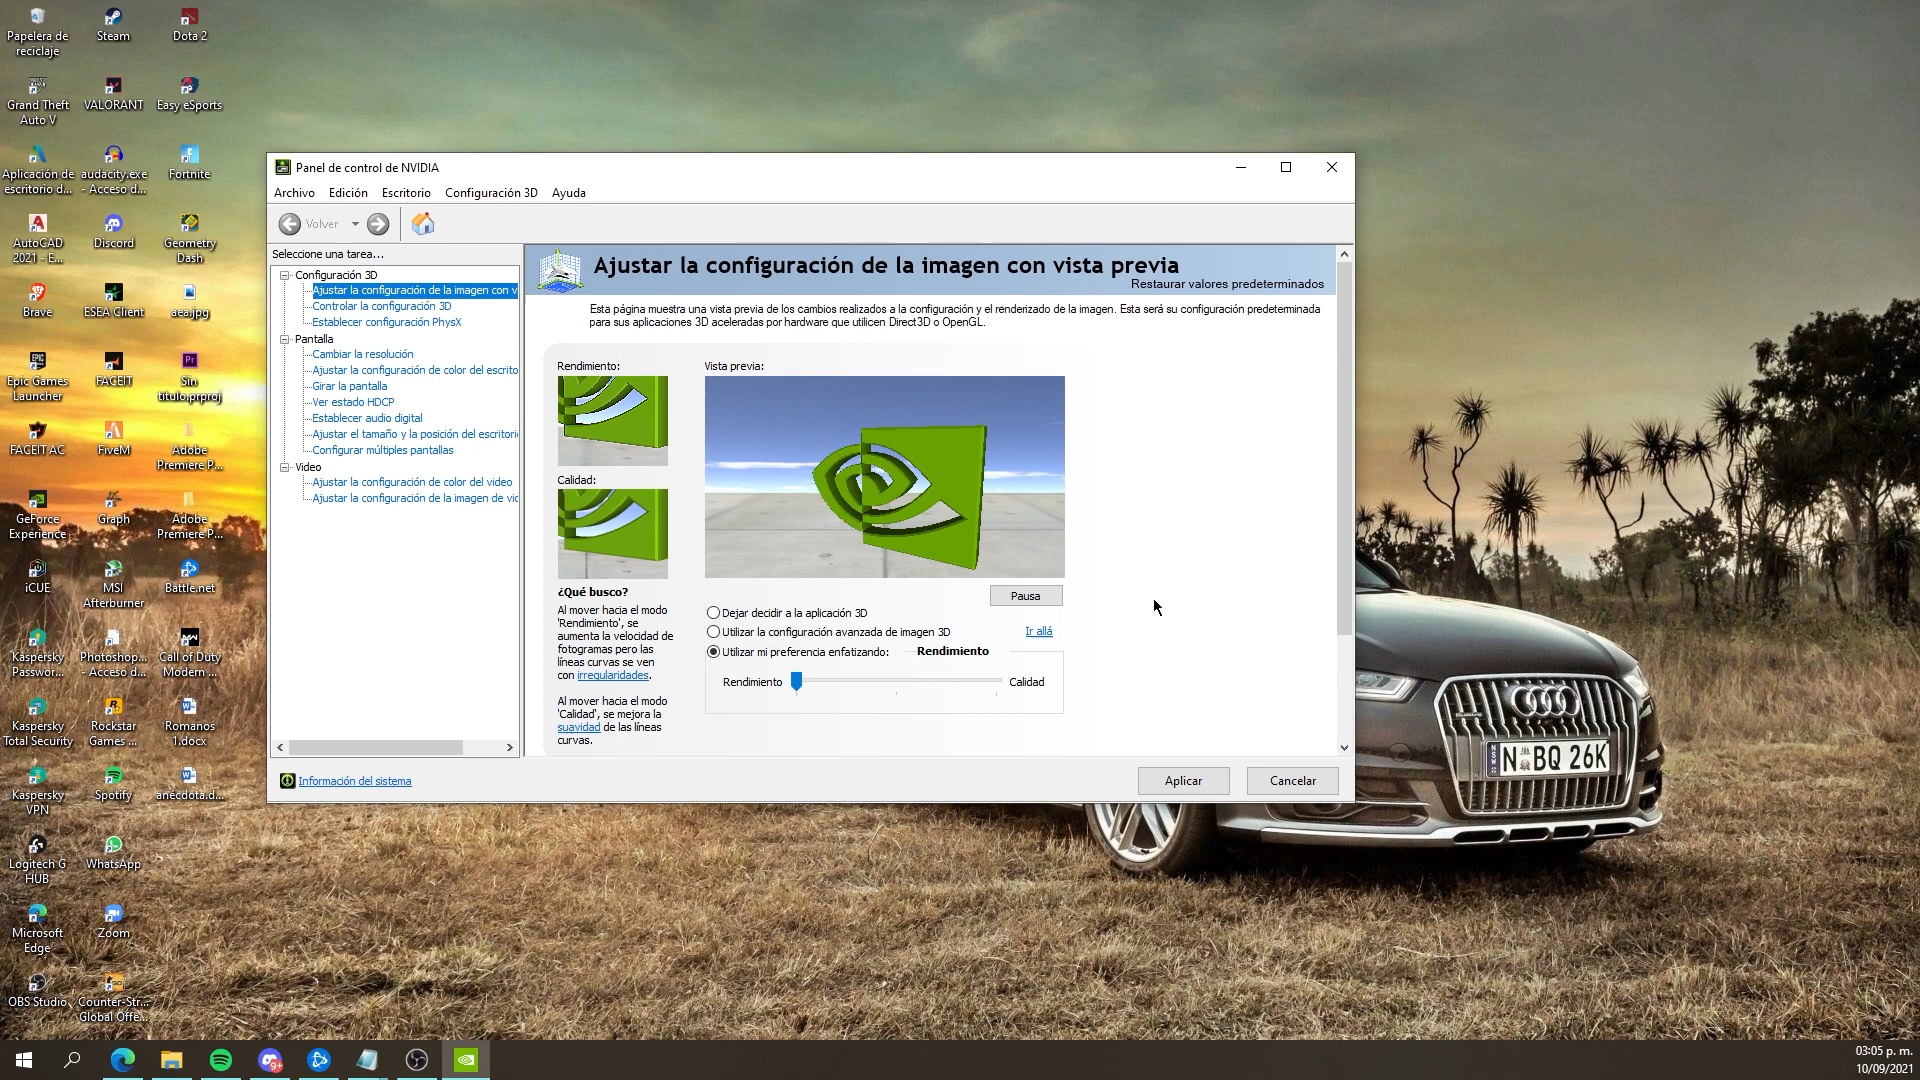 Papelera de
reciclaje
Steam
Dota 2
Grand Theft
Auto V
VALORANT
Easy eSports
Aplicación de
escritorio d...
audacity.exe
- Acceso d...
Fortnite
AutoCAD
2021 - E...
Discord
Geometry
Dash
Brave
ESEA Client
aea.jpg
Epic Games
Launcher
FACEIT
Sin
título.prproj
FACEIT AC
FiveM
Adobe
Premiere P...
GeForce
Experience
Graph
Adobe
Premiere P...
iCUE
MSI
Afterburner
Battle.net
Kaspersky
Passwor...
Photoshop...
- Acceso d...
Call of Duty
Modern ...
Kaspersky
Total Security
Rockstar
Games ...
Romanos
1.docx
Kaspersky
VPN
Spotify
anécdota.d...
Logitech G
HUB
WhatsApp
Microsoft
Edge
Zoom
OBS Studio
Counter-Str...
Global Offe...
Panel de control de NVIDIA
Archivo Edición Escritorio Configuración 3D Ayuda
Volver
Seleccione una tarea...
Configuración 3D
Ajustar la configuración de la imagen con v
Controlar la configuración 3D
Establecer configuración PhysX
Pantalla
Cambiar la resolución
Ajustar la configuración de color del escrito
Girar la pantalla
Ver estado HDCP
Establecer audio digital
Ajustar el tamaño y la posición del escritori
Configurar múltiples pantallas
Video
Ajustar la configuración de color del video
Ajustar la configuración de la imagen de vid
Información del sistema
Ajustar la configuración de la imagen con vista previa
Restaurar valores predeterminados
Esta página muestra una vista previa de los cambios realizados a la configuración y el renderizado de la imagen. Esta será su configuración predeterminada
para sus aplicaciones 3D aceleradas por hardware que utilicen Direct3D o OpenGL.
Rendimiento:
Calidad:
¿Qué busco?
Al mover hacia el modo
'Rendimiento', se
aumenta la velocidad de
fotogramas pero las
líneas curvas se ven
con irregularidades.
Al mover hacia el modo
'Calidad', se mejora la
suavidad de las líneas
curvas.
Vista previa:
Pausa
Dejar decidir a la aplicación 3D
Utilizar la configuración avanzada de imagen 3D Ir allá
Utilizar mi preferencia enfatizando: Rendimiento
Rendimiento Calidad
Aplicar Cancelar
NSW N BQ 26K
9+
03:05 p. m.
10/09/2021